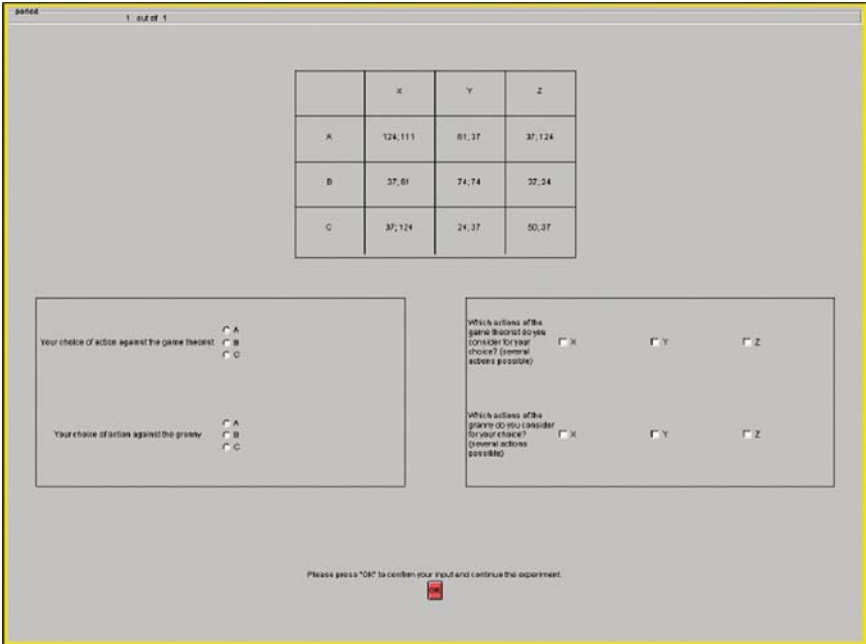 period
1 out of 1
X Y Z
A 124;111 61;37 37;124
B 37;61 74;74 37;24
C 37;124 24;37 50;37
Your choice of action against the game theorist
A
B
C
Which actions of the
game theorist do you
consider for your
choice? (several
actions possible)
X Y Z
Your choice of action against the granny
A
B
C
Which actions of the
granny do you consider
for your choice?
(several actions
possible)
X Y Z
Please press "OK" to confirm your input and continue the experiment.
OK